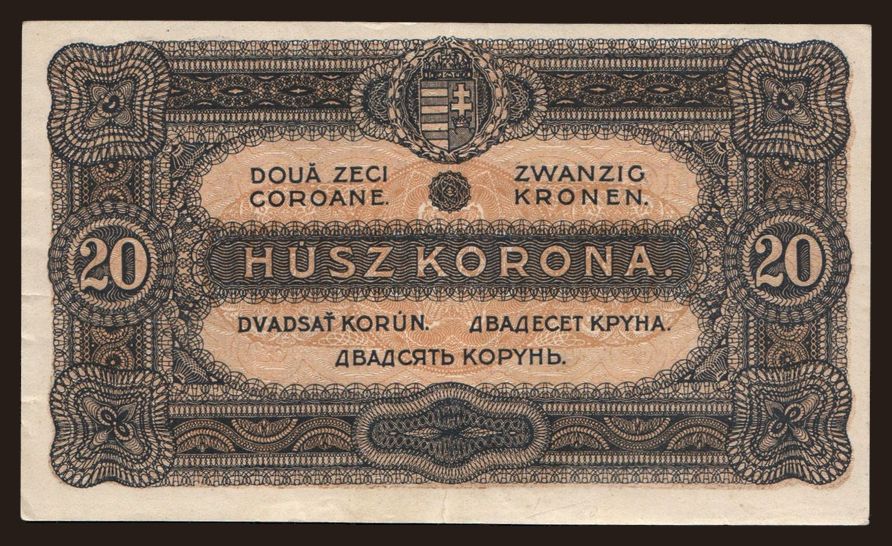 DOUĂ ZECI
COROANE.
ZWANZIG
KRONEN.
20
HÚSZ KORONA.
20
DVADSAŤ KORÚN.
ДВАДЕСЕТ КРУНА.
ДВАДСЯТЬ КОРУНЬ.